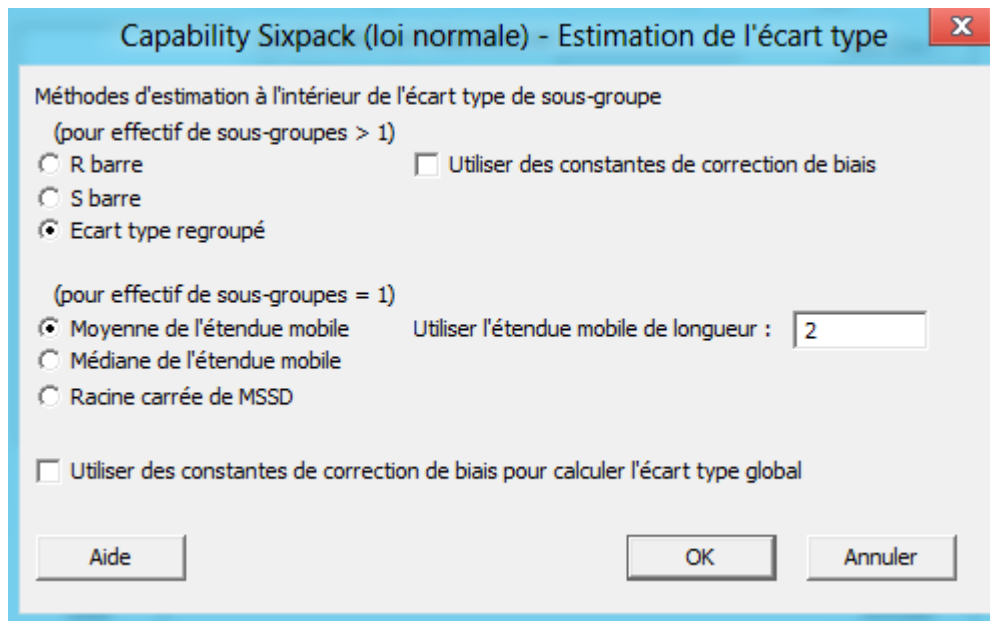 Capability Sixpack (loi normale) - Estimation de l'écart type
Méthodes d'estimation à l'intérieur de l'écart type de sous-groupe
(pour effectif de sous-groupes > 1)
R barre
Utiliser des constantes de correction de biais
S barre
Ecart type regroupé
(pour effectif de sous-groupes = 1)
Moyenne de l'étendue mobile
Utiliser l'étendue mobile de longueur : 2
Médiane de l'étendue mobile
Racine carrée de MSSD
Utiliser des constantes de correction de biais pour calculer l'écart type global
Aide
OK
Annuler